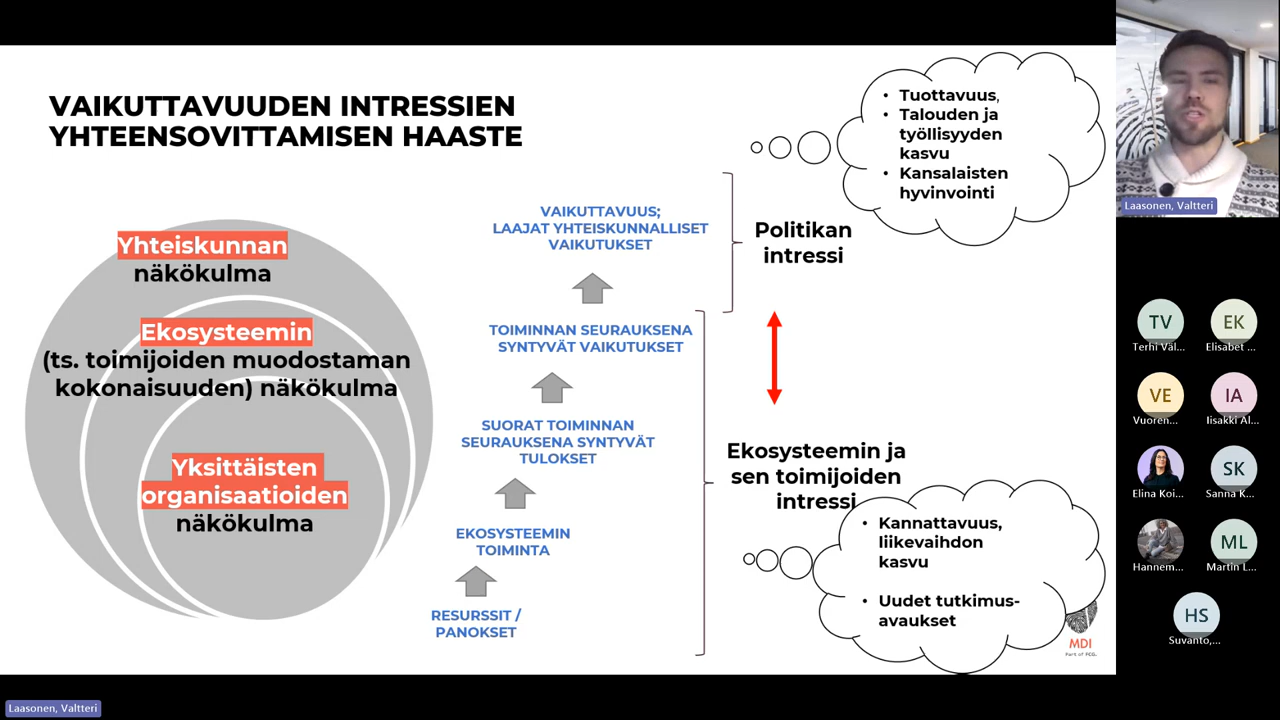 VAIKUTTAVUUDEN INTRESSIEN
YHTEENSOVITTAMISEN HAASTE
Yhteiskunnan
näkökulma
Ekosysteemin
(ts. toimijoiden muodostaman
kokonaisuuden) näkökulma
Yksittäisten
organisaatioiden
näkökulma
VAIKUTTAVUUS;
LAAJAT YHTEISKUNNALLISET
VAIKUTUKSET
TOIMINNAN SEURAUKSENA
SYNTYVÄT VAIKUTUKSET
SUORAT TOIMINNAN
SEURAUKSENA SYNTYVÄT
TULOKSET
EKOSYSTEEMIN
TOIMINTA
RESURSSIT /
PANOKSET
• Tuottavuus,
• Talouden ja
työllisyyden
kasvu
• Kansalaisten
hyvinvointi
Politikan
intressi
Ekosysteemin ja
sen toimijoiden
intressi
• Kannattavuus,
liikevaihdon
kasvu
• Uudet tutkimus-
avaukset
MDI
Part of FCG.
Laasonen, Valtteri
TV
Terhi Väl...
EK
Elisabet ...
VE
Vuoren...
IA
Iisakki Al...
Elina Koi...
SK
Sanna K...
Hannem...
ML
Martin L...
HS
Suvanto,...
Laasonen, Valtteri